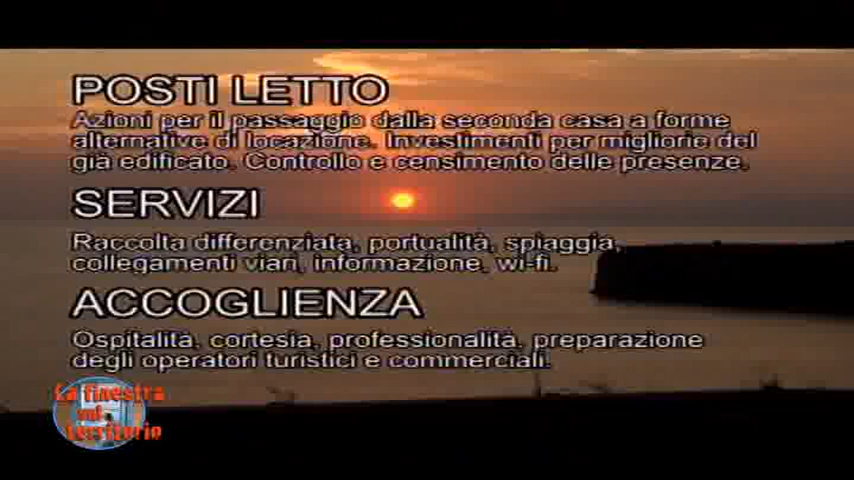 POSTI LETTO
Azioni per il passaggio dalla seconda casa a forme
alternative di locazione. Investimenti per migliorie del
già edificato. Controllo e censimento delle presenze.
SERVIZI
Raccolta differenziata, portualità, spiaggia,
collegamenti viari, informazione, wi-fi.
ACCOGLIENZA
Ospitalità, cortesia, professionalità, preparazione
degli operatori turistici e commerciali.
La finestra
sul
territorio